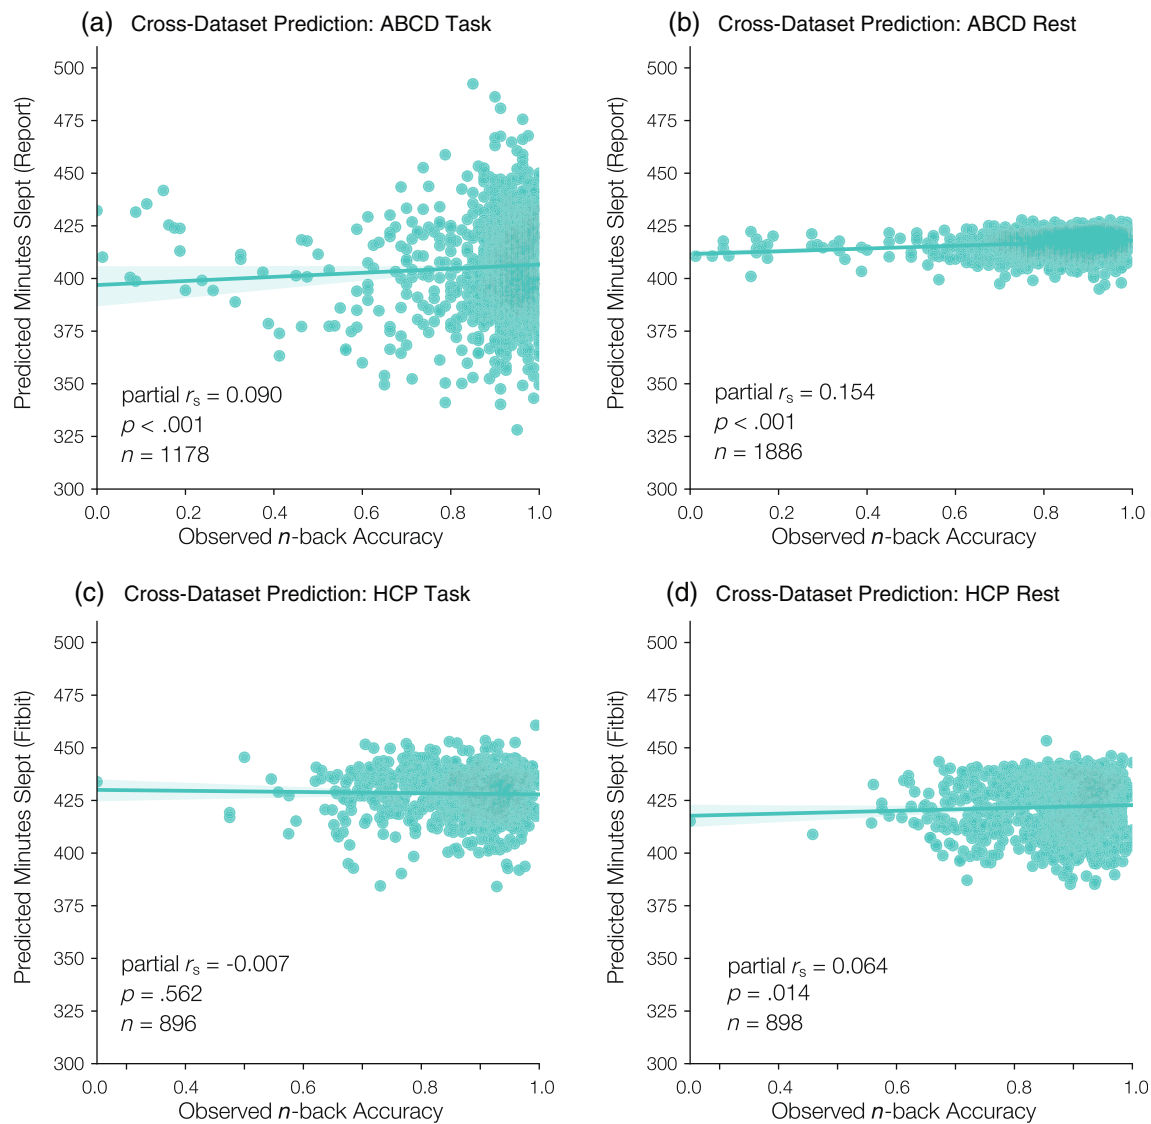 (a) Cross-Dataset Prediction: ABCD Task
Predicted Minutes Slept (Report)
500
475
450
425
400
375
350
325
300
partial rs = 0.090
p < .001
n = 1178
0.0 0.2 0.4 0.6 0.8 1.0
Observed n-back Accuracy
(b) Cross-Dataset Prediction: ABCD Rest
Predicted Minutes Slept (Report)
500
475
450
425
400
375
350
325
300
partial rs = 0.154
p < .001
n = 1886
0.0 0.2 0.4 0.6 0.8 1.0
Observed n-back Accuracy
(c) Cross-Dataset Prediction: HCP Task
Predicted Minutes Slept (Fitbit)
500
475
450
425
400
375
350
325
300
partial rs = -0.007
p = .562
n = 896
0.0 0.4 0.6 0.8 1.0
Observed n-back Accuracy
(d) Cross-Dataset Prediction: HCP Rest
Predicted Minutes Slept (Fitbit)
500
475
450
425
400
375
350
325
300
partial rs = 0.064
p = .014
n = 898
0.0 0.6 0.8 1.0
Observed n-back Accuracy